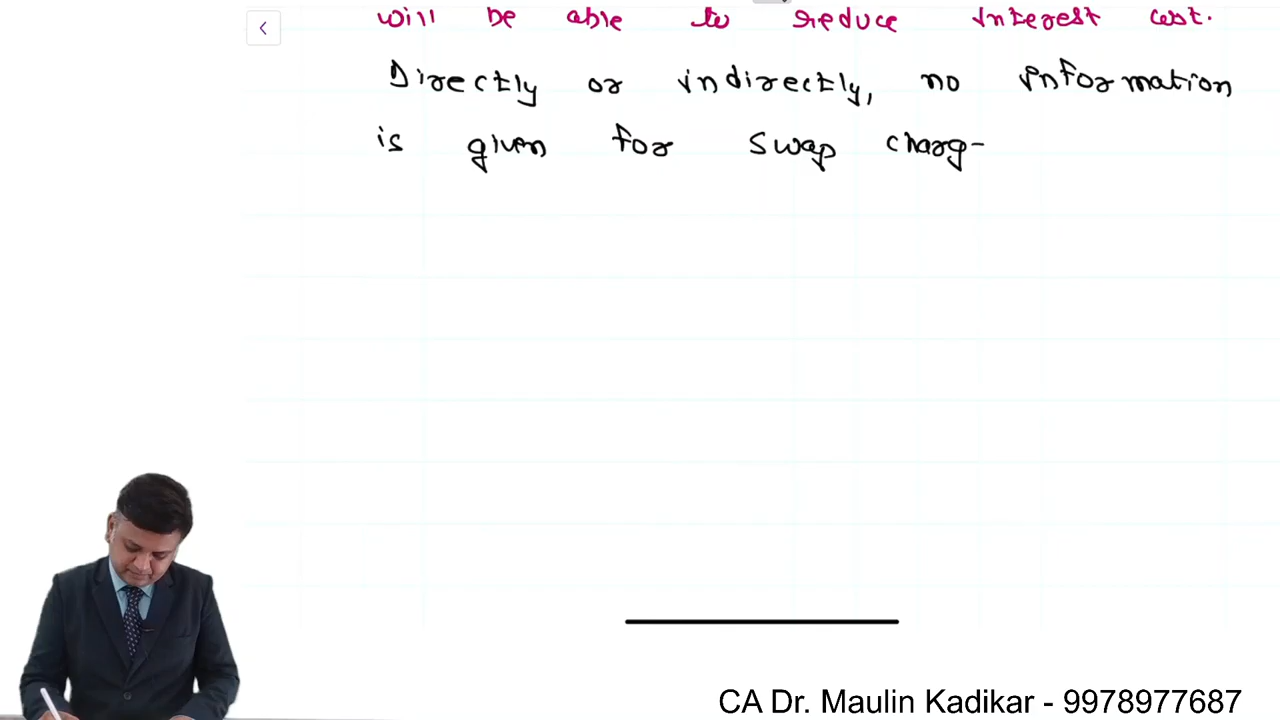 will be able to reduce interest cost.
Directly or indirectly, no information
is given for swap charg-
CA Dr. Maulin Kadikar - 9978977687